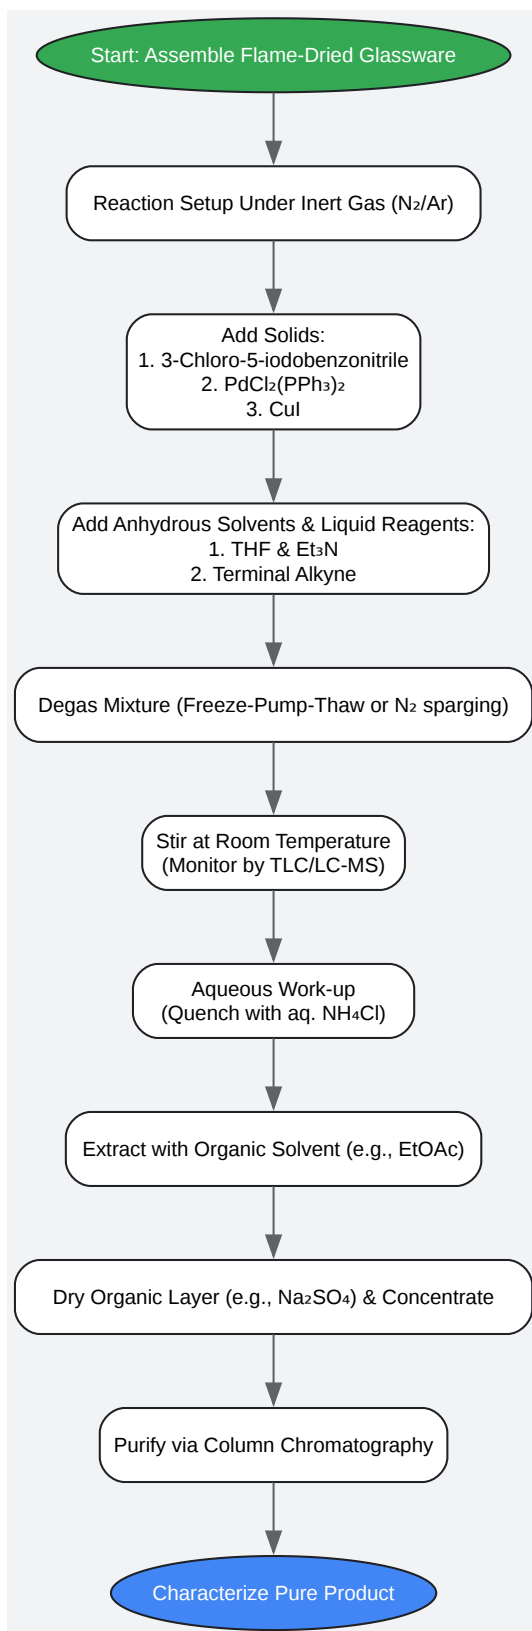 Start: Assemble Flame-Dried Glassware
Reaction Setup Under Inert Gas (N₂/Ar)
Add Solids:
1. 3-Chloro-5-iodobenzonitrile
2. PdCl₂(PPh₃)₂
3. CuI
Add Anhydrous Solvents & Liquid Reagents:
1. THF & Et₃N
2. Terminal Alkyne
Degas Mixture (Freeze-Pump-Thaw or N₂ sparging)
Stir at Room Temperature
(Monitor by TLC/LC-MS)
Aqueous Work-up
(Quench with aq. NH₄Cl)
Extract with Organic Solvent (e.g., EtOAc)
Dry Organic Layer (e.g., Na₂SO₄) & Concentrate
Purify via Column Chromatography
Characterize Pure Product